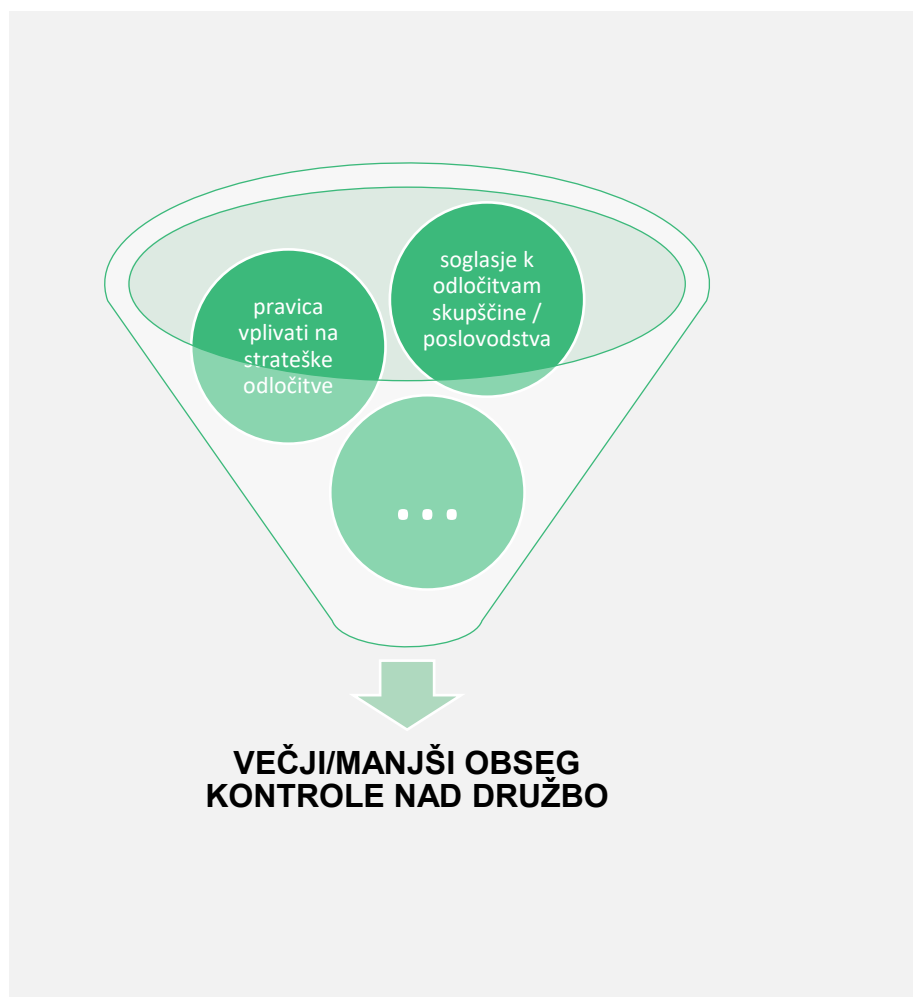 pravica
vplivati na
strateške
odločitve
soglasje k
odločitvam
skupščine /
poslovodstva
...
VEČJI/MANJŠI OBSEG
KONTROLE NAD DRUŽBO